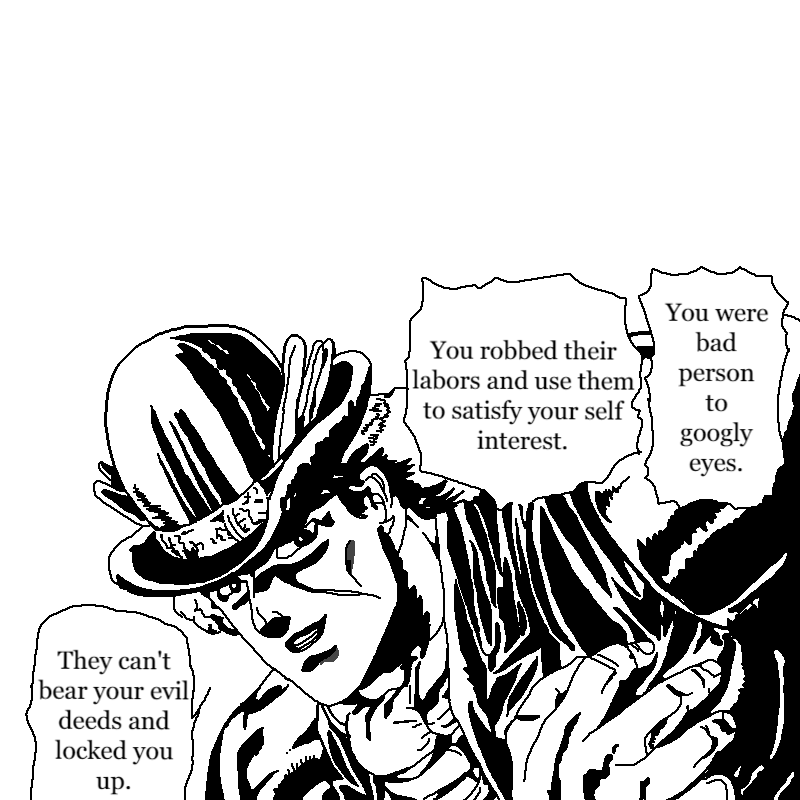 You were
bad
person
to
googly
eyes.
You robbed their
labors and use them
to satisfy your self
interest.
They can't
bear your evil
deeds and
locked you
up.